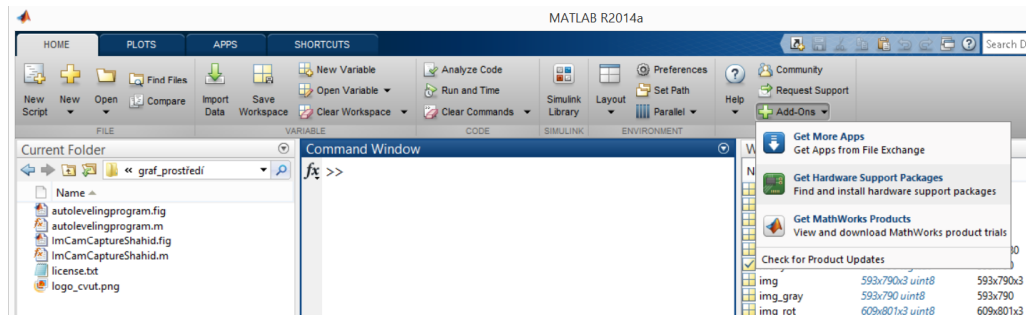 MATLAB R2014a
HOME PLOTS APPS SHORTCUTS
Search D
New Script
New
Open
Find Files
Compare
Import Data
Save Workspace
New Variable
Open Variable
Clear Workspace
Analyze Code
Run and Time
Clear Commands
Simulink Library
Layout
Preferences
Set Path
Parallel
Help
Community
Request Support
Add-Ons
FILE VARIABLE CODE SIMULINK ENVIRONMENT
Get More Apps
Get Apps from File Exchange
Get Hardware Support Packages
Find and install hardware support packages
Get MathWorks Products
View and download MathWorks product trials
Check for Product Updates
Current Folder
« graf_prostředí
Name
autolevelingprogram.fig
autolevelingprogram.m
ImCamCaptureShahid.fig
ImCamCaptureShahid.m
license.txt
logo_cvut.png
Command Window
fx >>
W
N
img 593x790x3 uint8 593x790x3
img_gray 593x790 uint8 593x790
img_rot 609x801x3 uint8 609x801x3